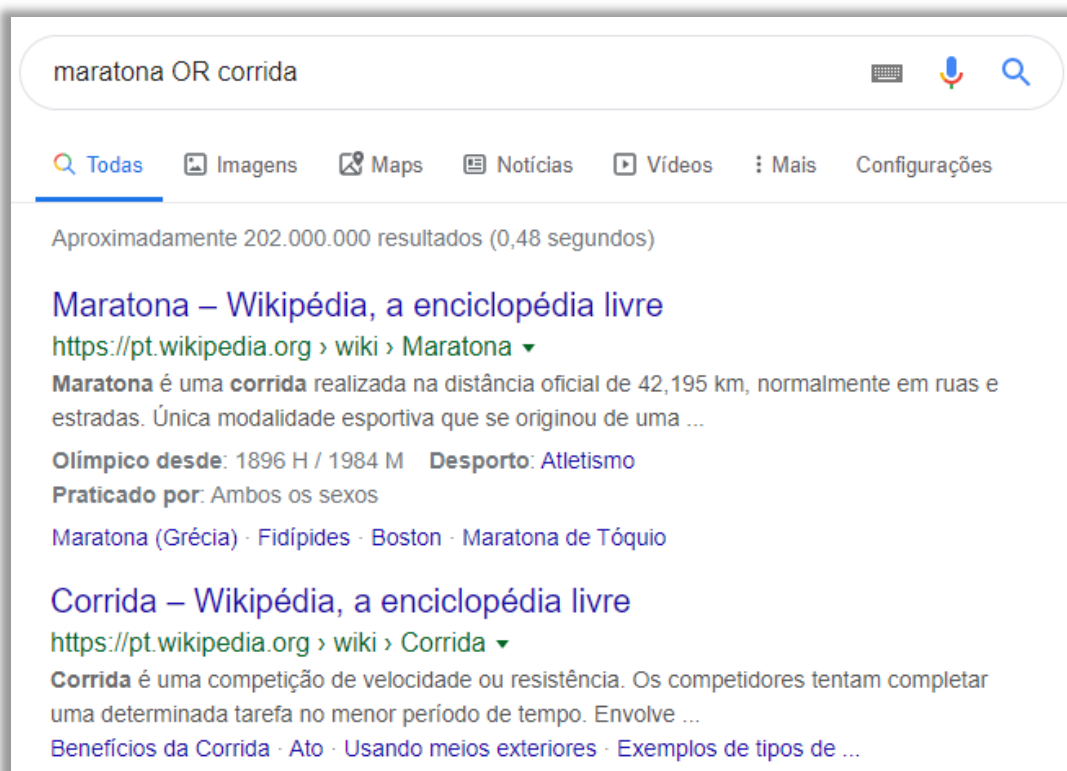 maratona OR corrida
Todas Imagens Maps Notícias Vídeos Mais Configurações
Aproximadamente 202.000.000 resultados (0,48 segundos)
Maratona – Wikipédia, a enciclopédia livre
https://pt.wikipedia.org › wiki › Maratona
Maratona é uma corrida realizada na distância oficial de 42,195 km, normalmente em ruas e
estradas. Única modalidade esportiva que se originou de uma ...
Olímpico desde: 1896 H / 1984 M Desporto: Atletismo
Praticado por: Ambos os sexos
Maratona (Grécia) · Fidípides · Boston · Maratona de Tóquio
Corrida – Wikipédia, a enciclopédia livre
https://pt.wikipedia.org › wiki › Corrida
Corrida é uma competição de velocidade ou resistência. Os competidores tentam completar
uma determinada tarefa no menor período de tempo. Envolve ...
Benefícios da Corrida · Ato · Usando meios exteriores · Exemplos de tipos de ...